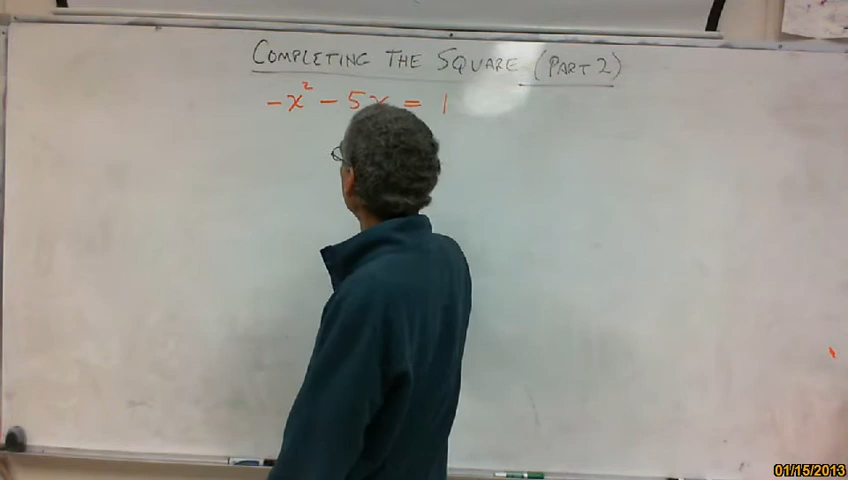 COMPLETING THE SQUARE (PART 2)
-x² - 5x = 1
01/15/2013